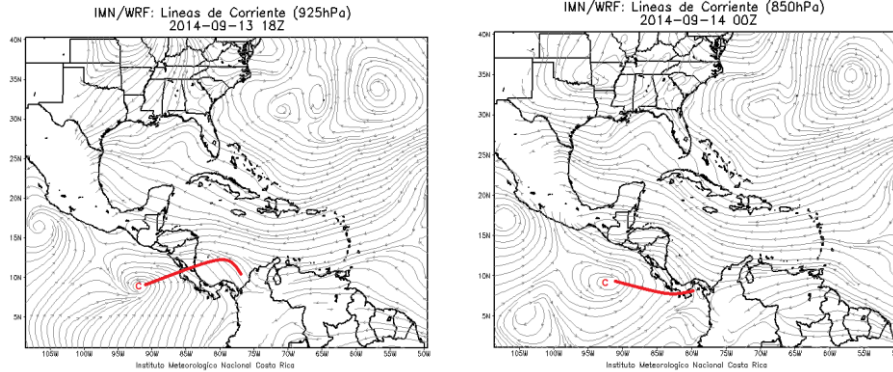 IMN/WRF: Lineas de Corriente (925hPa)
2014-09-13 18Z
40N
35N
30N
25N
20N
15N
10N
5N
C
105W
100W
95W
90W
85W
80W
75W
70W
65W
60W
55W
50W
Instituto Meteorologico Nacional Costa Rica
IMN/WRF: Lineas de Corriente (850hPa)
2014-09-14 00Z
40N
35N
30N
25N
20N
15N
10N
5N
C
105W
100W
95W
90W
85W
80W
75W
70W
65W
60W
55W
50W
Instituto Meteorologico Nacional Costa Rica